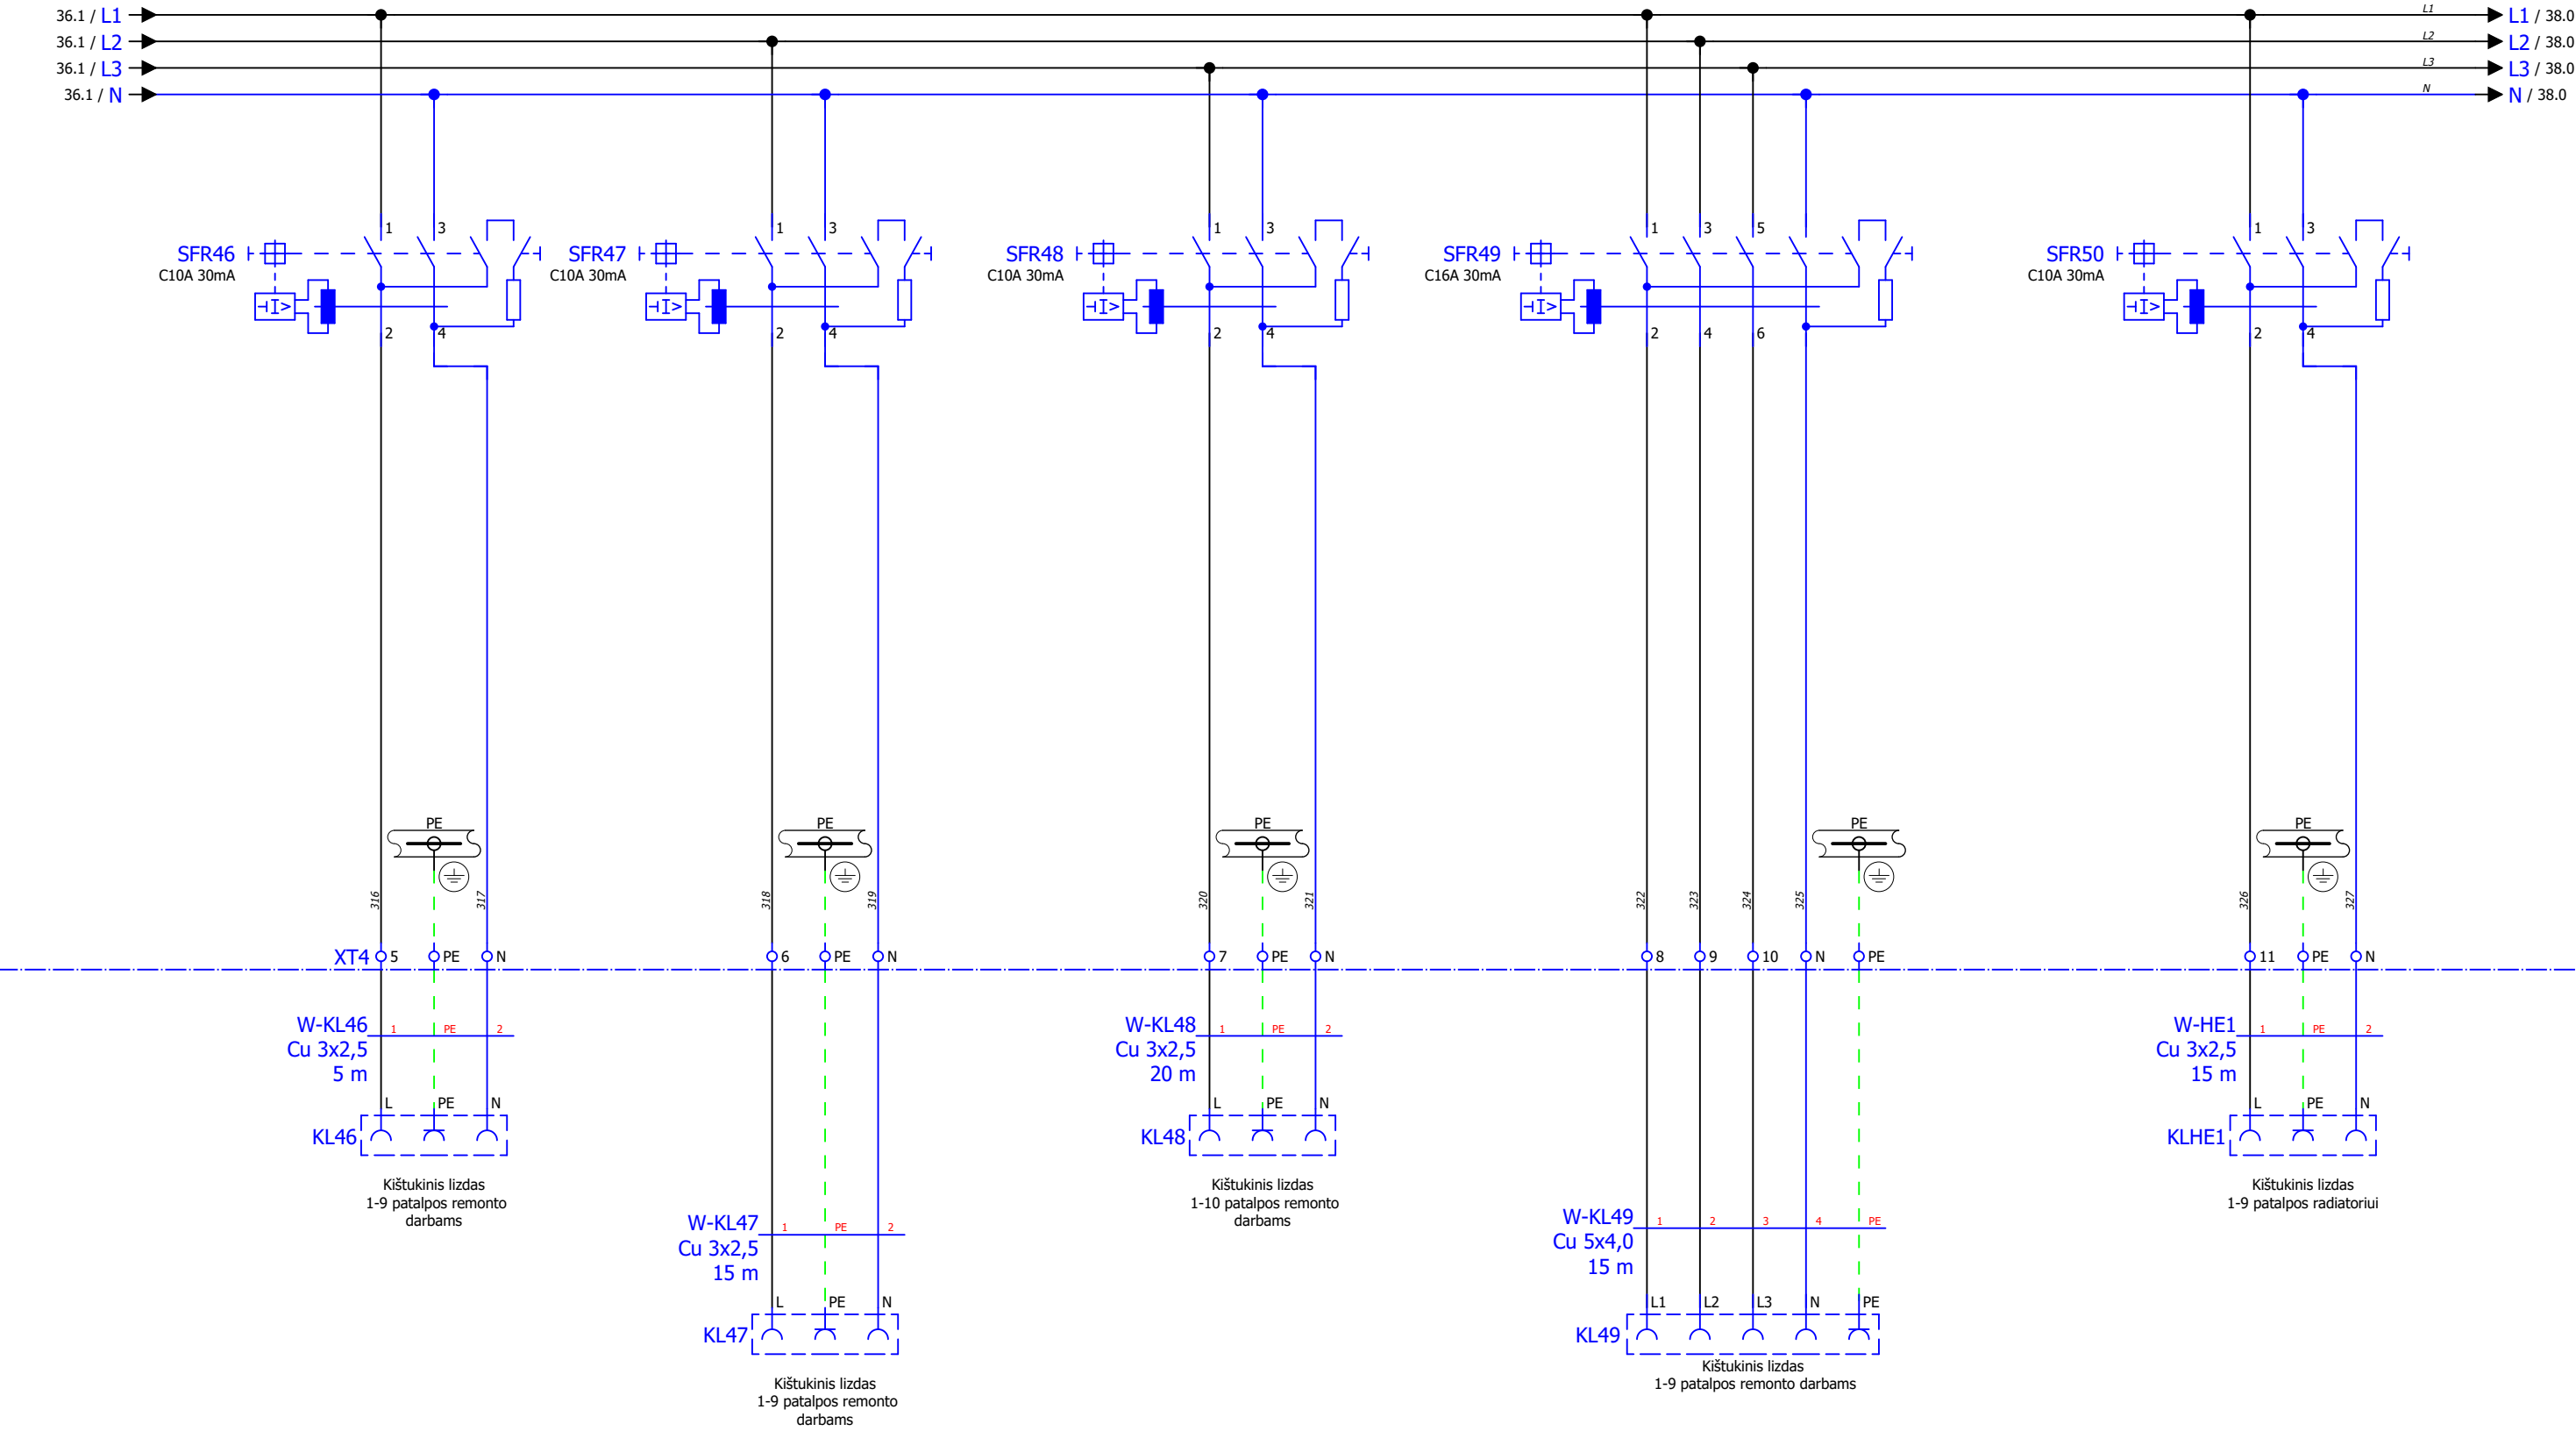 36.1 / L1
L1
L1 / 38.0
36.1 / L2
L2
L2 / 38.0
36.1 / L3
L3
L3 / 38.0
36.1 / N
N
N / 38.0
1 3
SFR46
C10A 30mA
I>
2 4
1 3
SFR47
C10A 30mA
I>
2 4
1 3
SFR48
C10A 30mA
I>
2 4
1 3 5
SFR49
C16A 30mA
I>
2 4 6
1 3
SFR50
C10A 30mA
I>
2 4
PE
316 317
PE
318 319
PE
320 321
PE
322 323 324 325
PE
326 327
XT4 5 PE N
6 PE N
7 PE N
8 9 10 N PE
11 PE N
W-KL46 1 PE 2
Cu 3x2,5
5 m
L PE N
KL46
Kištukinis lizdas
1-9 patalpos remonto
darbams
W-KL47 1 PE 2
Cu 3x2,5
15 m
L PE N
KL47
Kištukinis lizdas
1-9 patalpos remonto
darbams
W-KL48 1 PE 2
Cu 3x2,5
20 m
L PE N
KL48
Kištukinis lizdas
1-10 patalpos remonto
darbams
W-KL49 1 2 3 4 PE
Cu 5x4,0
15 m
L1 L2 L3 N PE
KL49
Kištukinis lizdas
1-9 patalpos remonto darbams
W-HE1 1 PE 2
Cu 3x2,5
15 m
L PE N
KLHE1
Kištukinis lizdas
1-9 patalpos radiatoriui